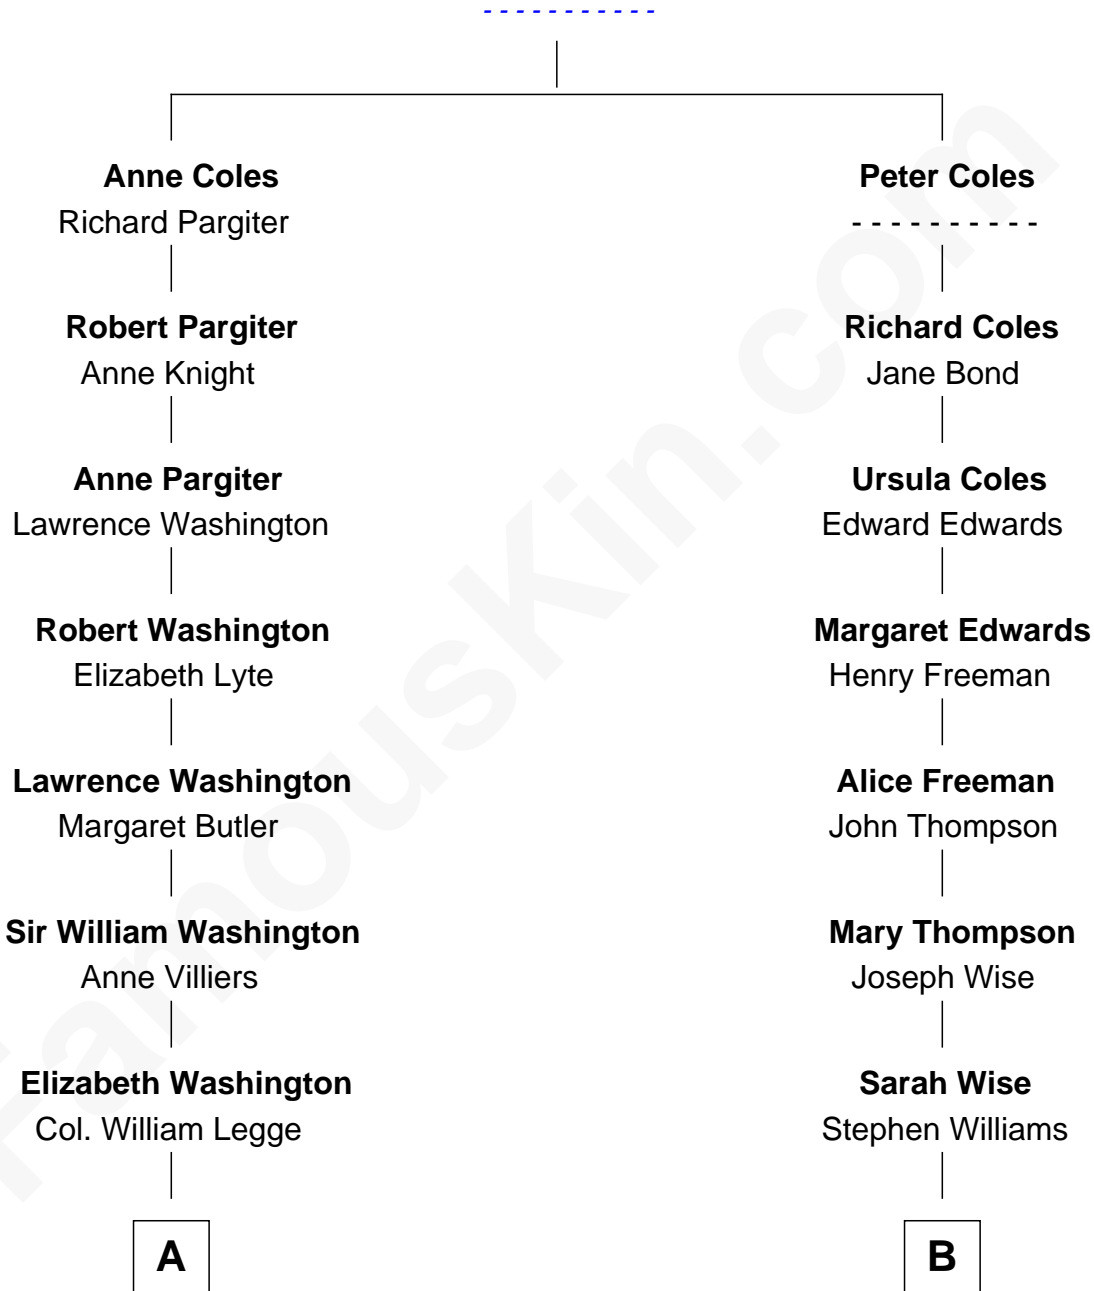 - - - - - - - - - - -
Anne Coles
Richard Pargiter
Peter Coles
- - - - - - - - - -
Robert Pargiter
Anne Knight
Richard Coles
Jane Bond
Anne Pargiter
Lawrence Washington
Ursula Coles
Edward Edwards
Robert Washington
Elizabeth Lyte
Margaret Edwards
Henry Freeman
Lawrence Washington
Margaret Butler
Alice Freeman
John Thompson
Sir William Washington
Anne Villiers
Mary Thompson
Joseph Wise
Elizabeth Washington
Col. William Legge
Sarah Wise
Stephen Williams
A
B
FamousKin.com